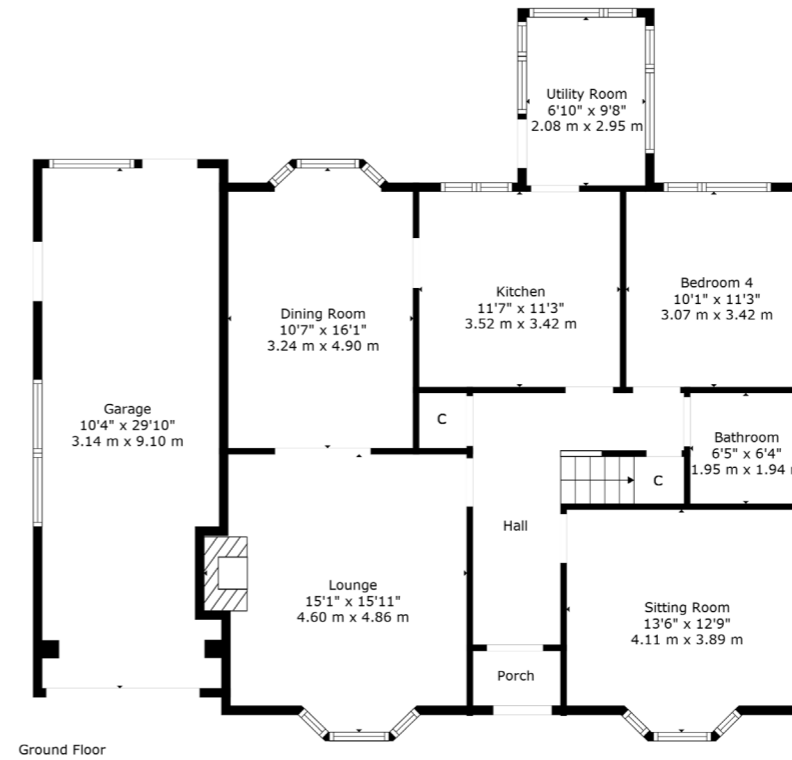 Utility Room
6'10" x 9'8"
2.08 m x 2.95 m
Dining Room
10'7" x 16'1"
3.24 m x 4.90 m
Kitchen
11'7" x 11'3"
3.52 m x 3.42 m
Bedroom 4
10'1" x 11'3"
3.07 m x 3.42 m
Garage
10'4" x 29'10"
3.14 m x 9.10 m
C
Bathroom
6'5" x 6'4"
1.95 m x 1.94 m
C
Hall
Lounge
15'1" x 15'11"
4.60 m x 4.86 m
Sitting Room
13'6" x 12'9"
4.11 m x 3.89 m
Porch
Ground Floor